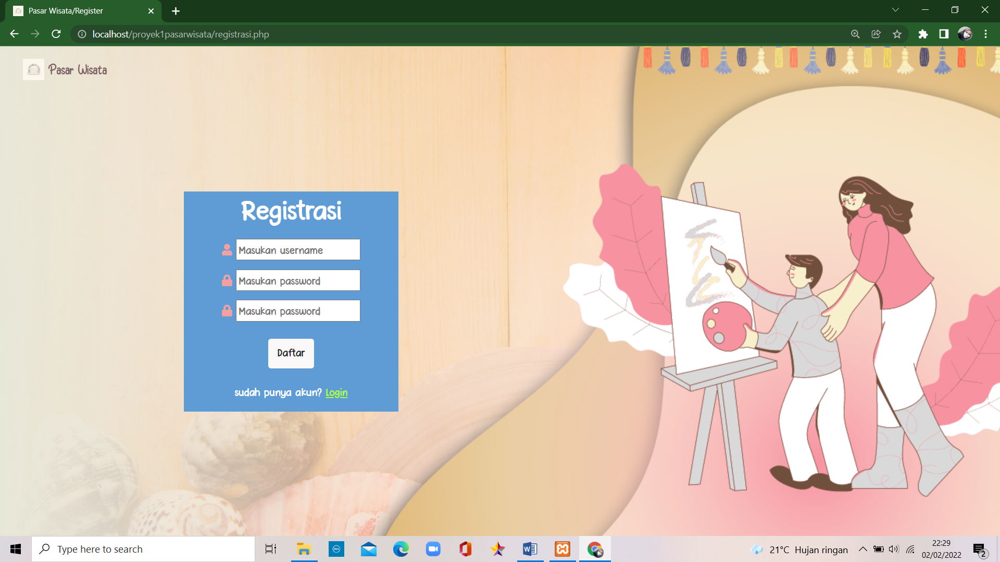 Pasar Wisata/Register
localhost/proyek1pasarwisata/registrasi.php
Pasar Wisata
Registrasi
Masukan username
Masukan password
Masukan password
Daftar
sudah punya akun? Login
Type here to search
21°C Hujan ringan
22:29
02/02/2022
2